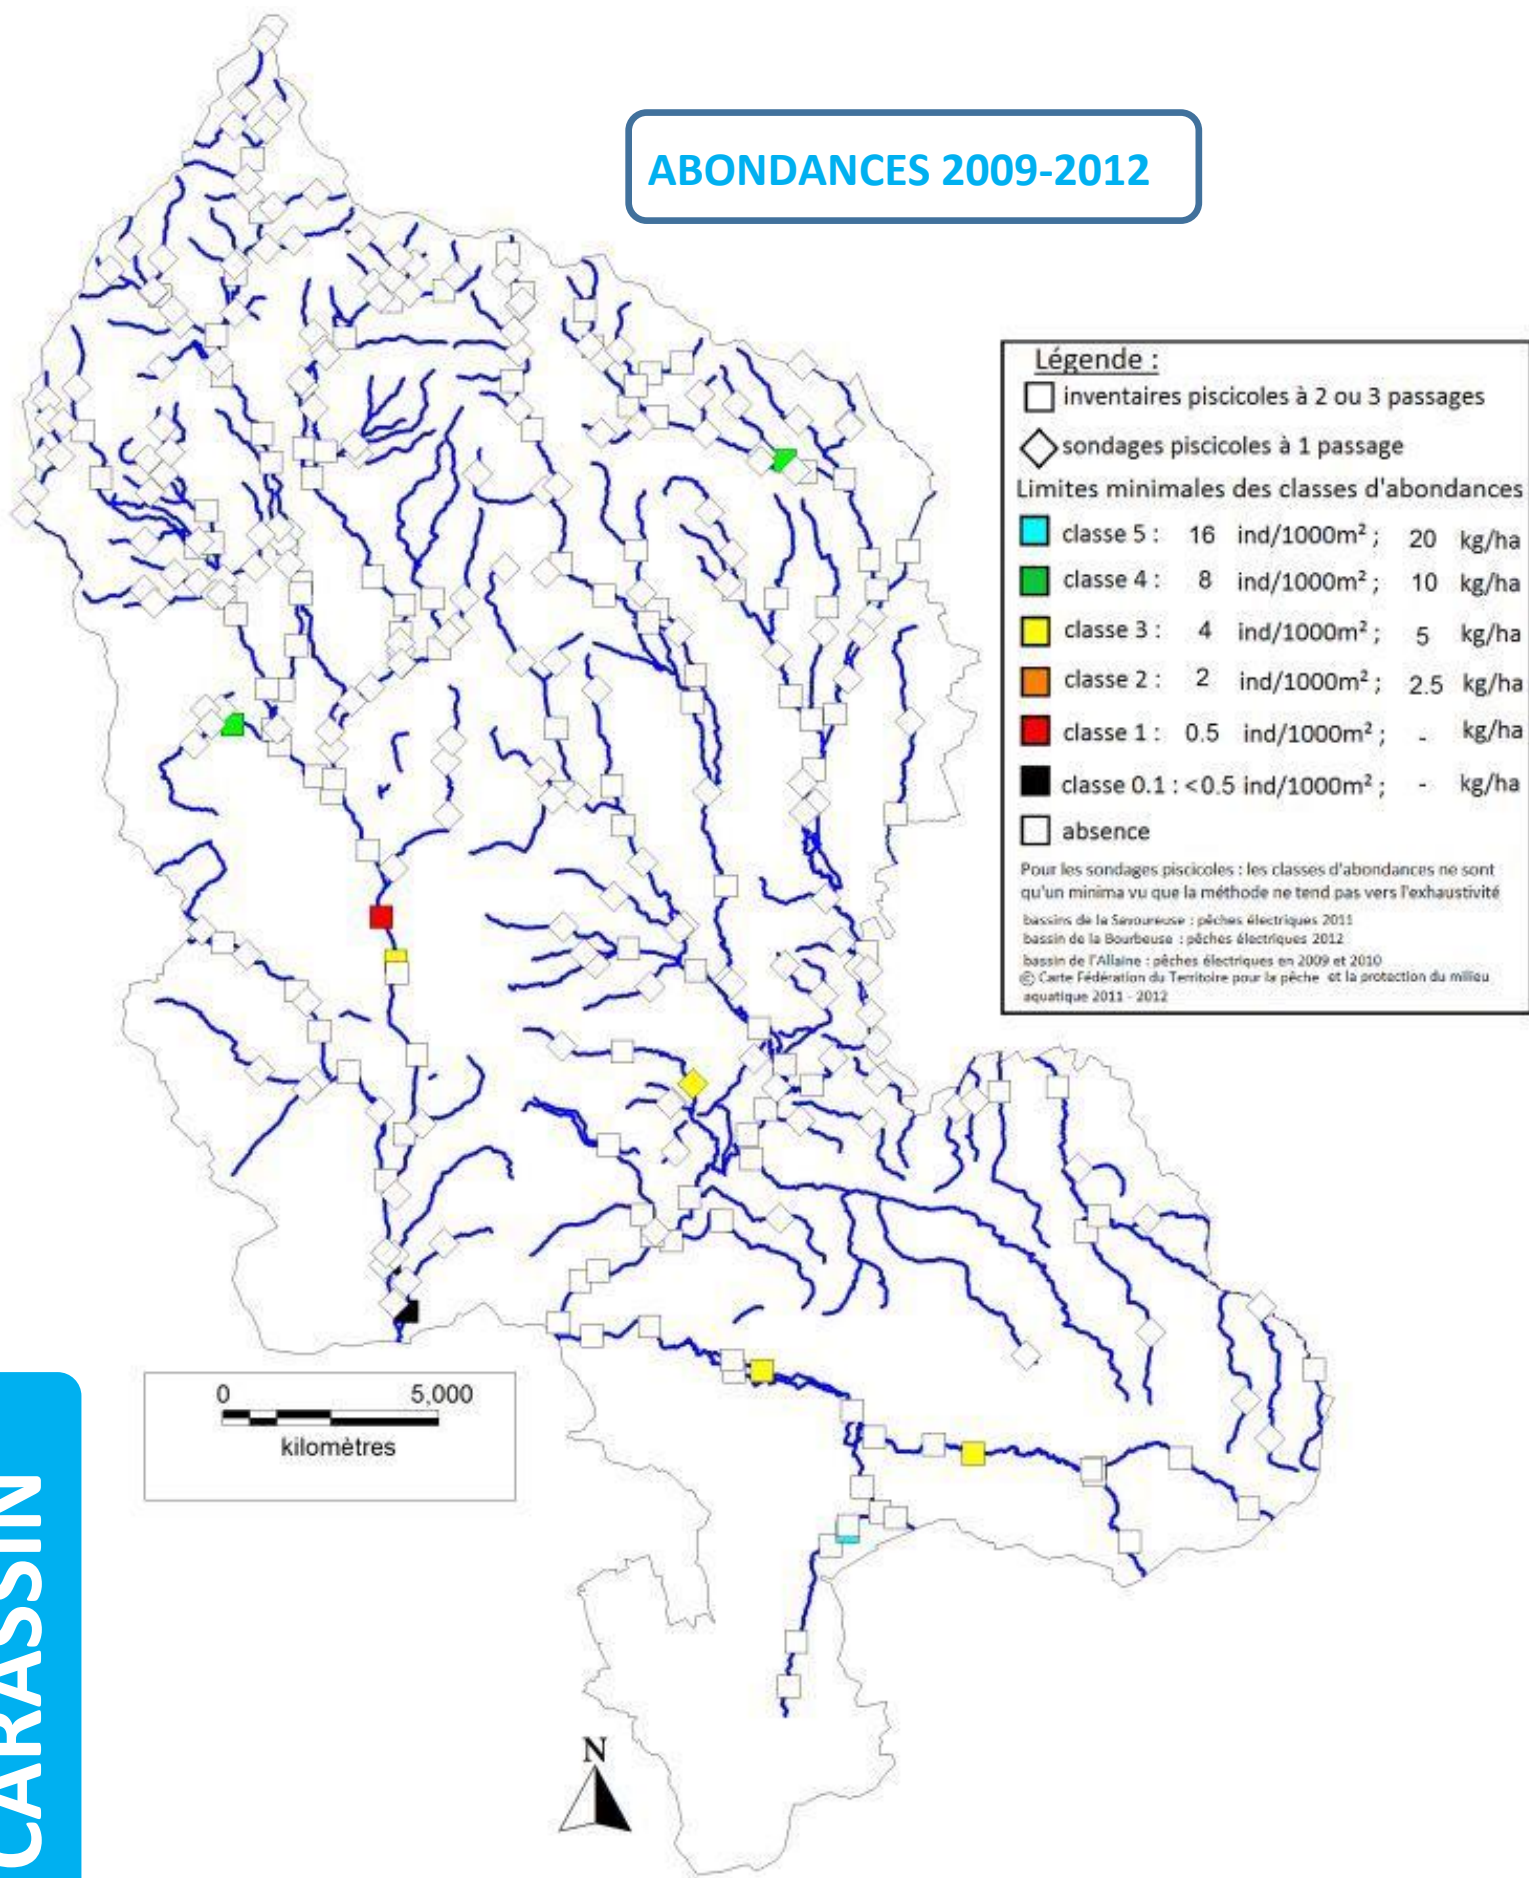 ABONDANCES 2009-2012
Légende :
inventaires piscicoles à 2 ou 3 passages
sondages piscicoles à 1 passage
Limites minimales des classes d'abondances
classe 5 : 16 ind/1000m² ; 20 kg/ha
classe 4 : 8 ind/1000m² ; 10 kg/ha
classe 3 : 4 ind/1000m² ; 5 kg/ha
classe 2 : 2 ind/1000m² ; 2.5 kg/ha
classe 1 : 0.5 ind/1000m² ; - kg/ha
classe 0.1 : <0.5 ind/1000m² ; - kg/ha
absence
Pour les sondages piscicoles : les classes d'abondances ne sont
qu'un minima vu que la méthode ne tend pas vers l'exhaustivité
bassins de la Savoureuse : pêches électriques 2011
bassin de la Bourbeuse : pêches électriques 2012
bassin de l'Allaine : pêches électriques en 2009 et 2010
© Carte Fédération du Territoire pour la pêche et la protection du milieu
aquatique 2011 - 2012
0 5,000
kilomètres
CARASSIN
N